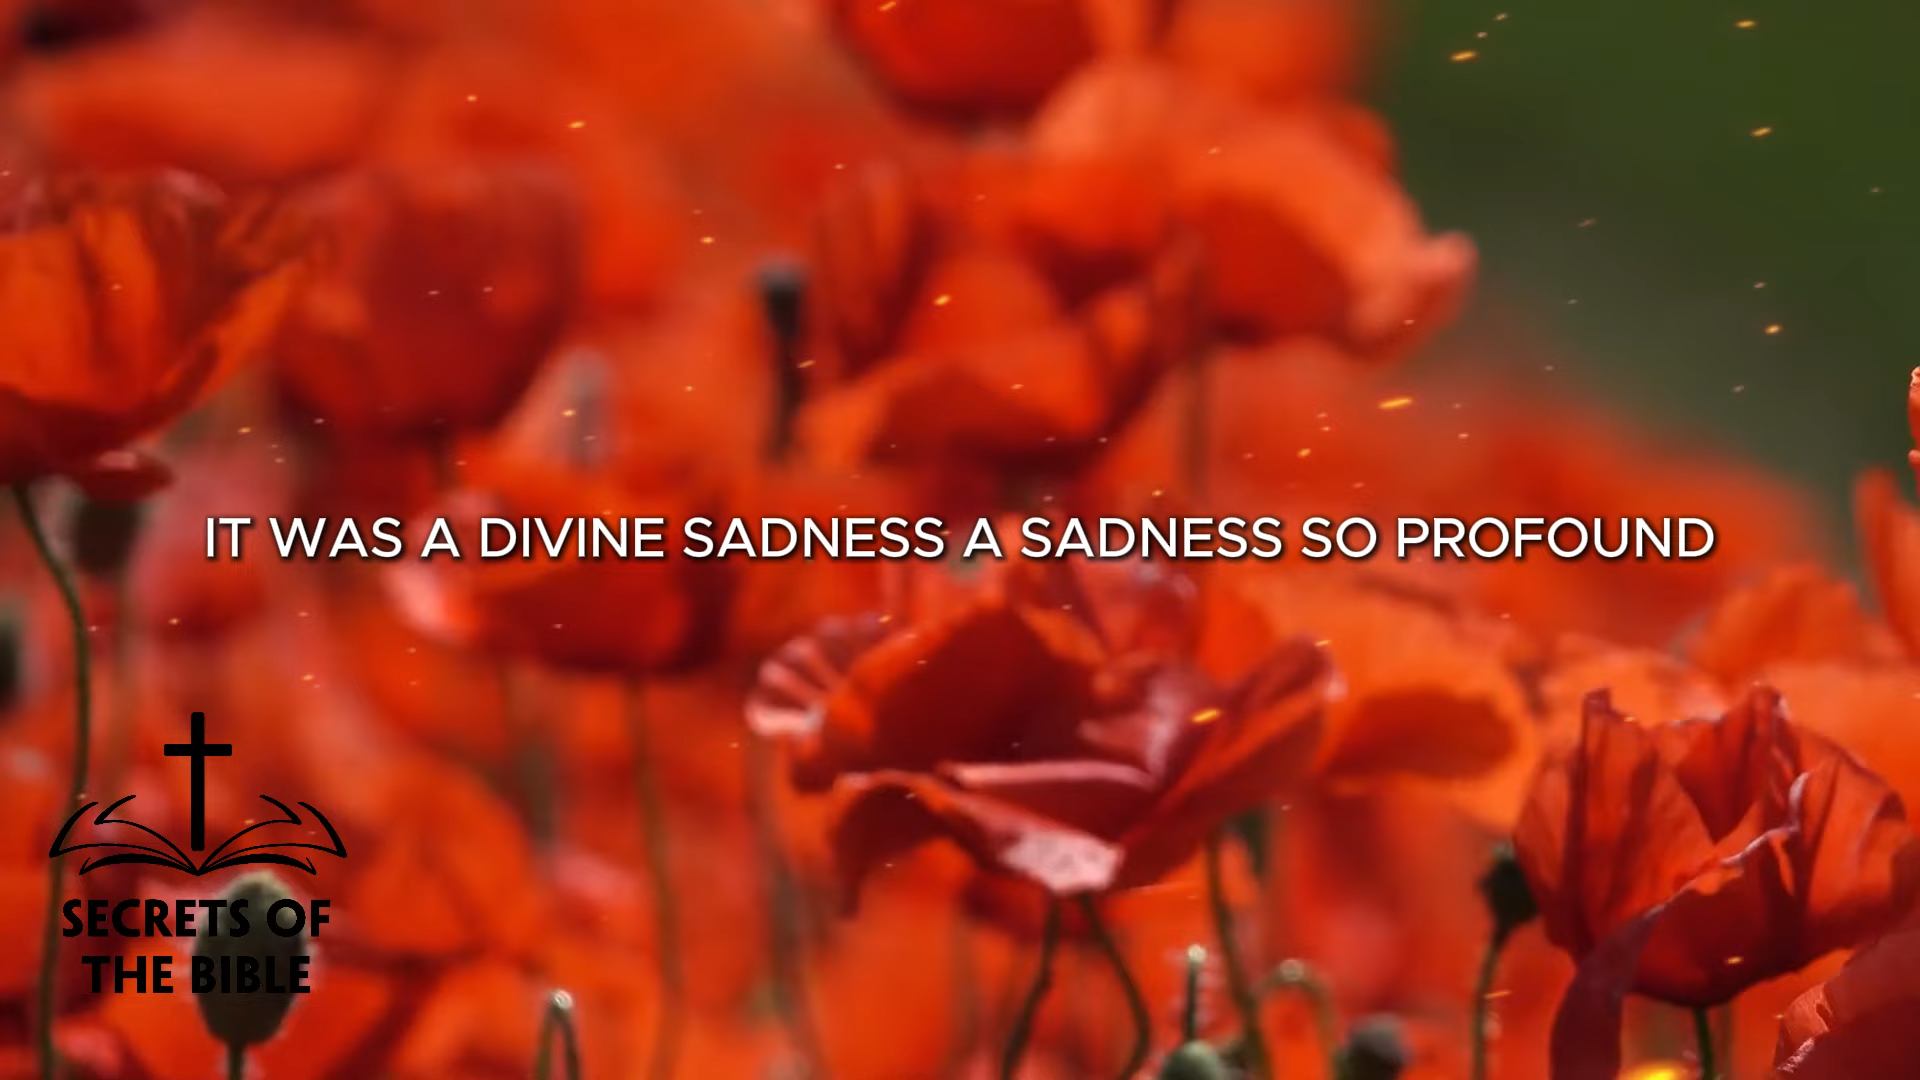 IT WAS A DIVINE SADNESS A SADNESS SO PROFOUND
SECRETS OF
THE BIBLE